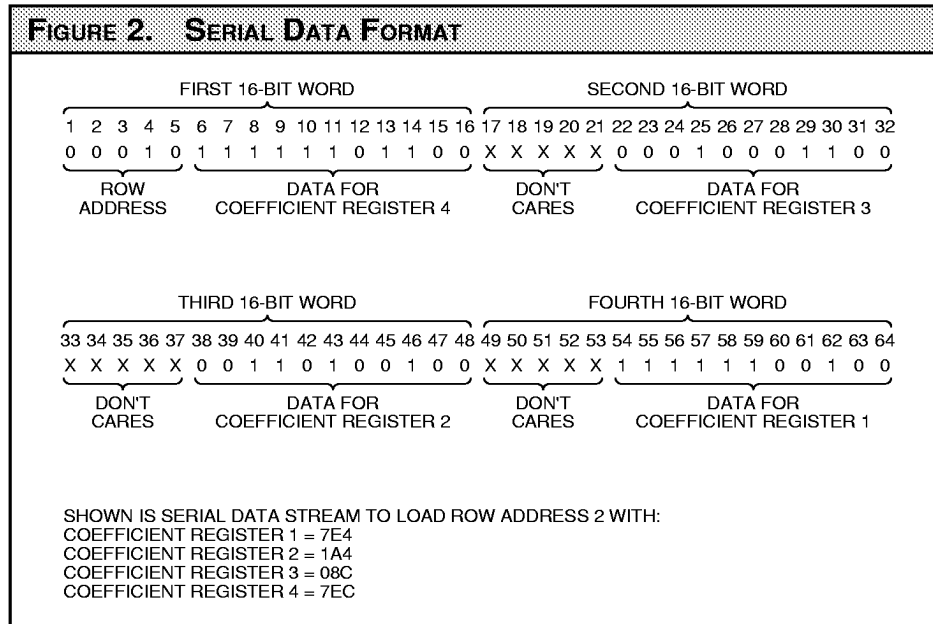 FIGURE 2. SERIAL DATA FORMAT
FIRST 16-BIT WORD SECOND 16-BIT WORD
1 2 3 4 5 6 7 8 9 10 11 12 13 14 15 16 17 18 19 20 21 22 23 24 25 26 27 28 29 30 31 32
0 0 0 1 0 1 1 1 1 1 1 0 1 1 0 0 X X X X X 0 0 0 1 0 0 0 1 1 0 0
ROW ADDRESS
DATA FOR COEFFICIENT REGISTER 4
DON'T CARES
DATA FOR COEFFICIENT REGISTER 3
THIRD 16-BIT WORD FOURTH 16-BIT WORD
33 34 35 36 37 38 39 40 41 42 43 44 45 46 47 48 49 50 51 52 53 54 55 56 57 58 59 60 61 62 63 64
X X X X X 0 0 1 1 0 1 0 0 1 0 0 X X X X X 1 1 1 1 1 1 0 0 1 0 0
DON'T CARES
DATA FOR COEFFICIENT REGISTER 2
DON'T CARES
DATA FOR COEFFICIENT REGISTER 1
SHOWN IS SERIAL DATA STREAM TO LOAD ROW ADDRESS 2 WITH:
COEFFICIENT REGISTER 1 = 7E4
COEFFICIENT REGISTER 2 = 1A4
COEFFICIENT REGISTER 3 = 08C
COEFFICIENT REGISTER 4 = 7EC